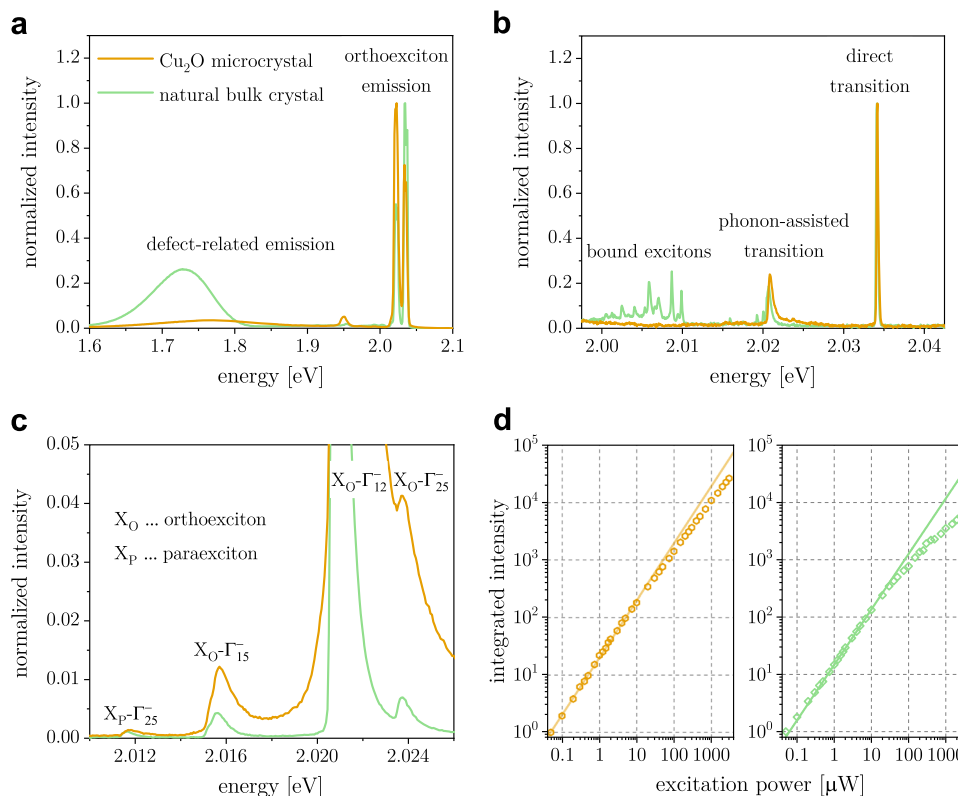 a
1.2
1.0
0.8
0.6
0.4
0.2
0.0
normalized intensity
Cu₂O microcrystal
natural bulk crystal
orthoexciton
emission
defect-related emission
1.6 1.7 1.8 1.9 2.0 2.1
energy [eV]
b
1.2
1.0
0.8
0.6
0.4
0.2
0.0
normalized intensity
direct
transition
phonon-assisted
transition
bound excitons
2.00 2.01 2.02 2.03 2.04
energy [eV]
c
0.05
0.04
0.03
0.02
0.01
0.00
normalized intensity
X_O-Γ₁₂⁻ X_O-Γ₂₅⁻
X_O ... orthoexciton
X_P ... paraexciton
X_O-Γ₁₅⁻
X_P-Γ₂₅⁻
2.012 2.016 2.020 2.024
energy [eV]
d
10⁵
10⁴
10³
10²
10¹
10⁰
integrated intensity
0.1 1 10 100 1000
10⁵
10⁴
10³
10²
10¹
10⁰
0.1 1 10 100 1000
excitation power [μW]